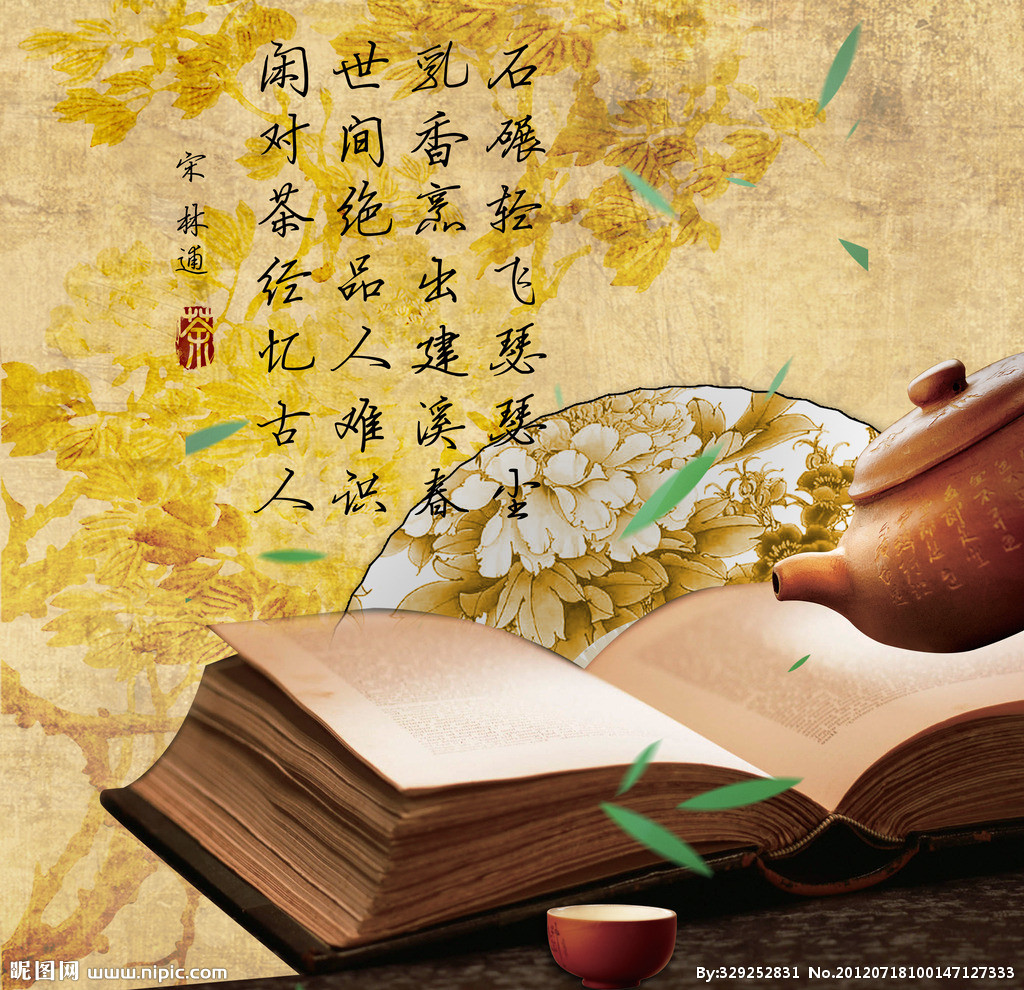 石碾轻飞瑟瑟尘
乳香烹出建溪春
世间绝品人难识
闲对茶经忆古人
宋 林逋
茶
昵图网 www.nipic.com
By:329252831 No.20120718100147127333